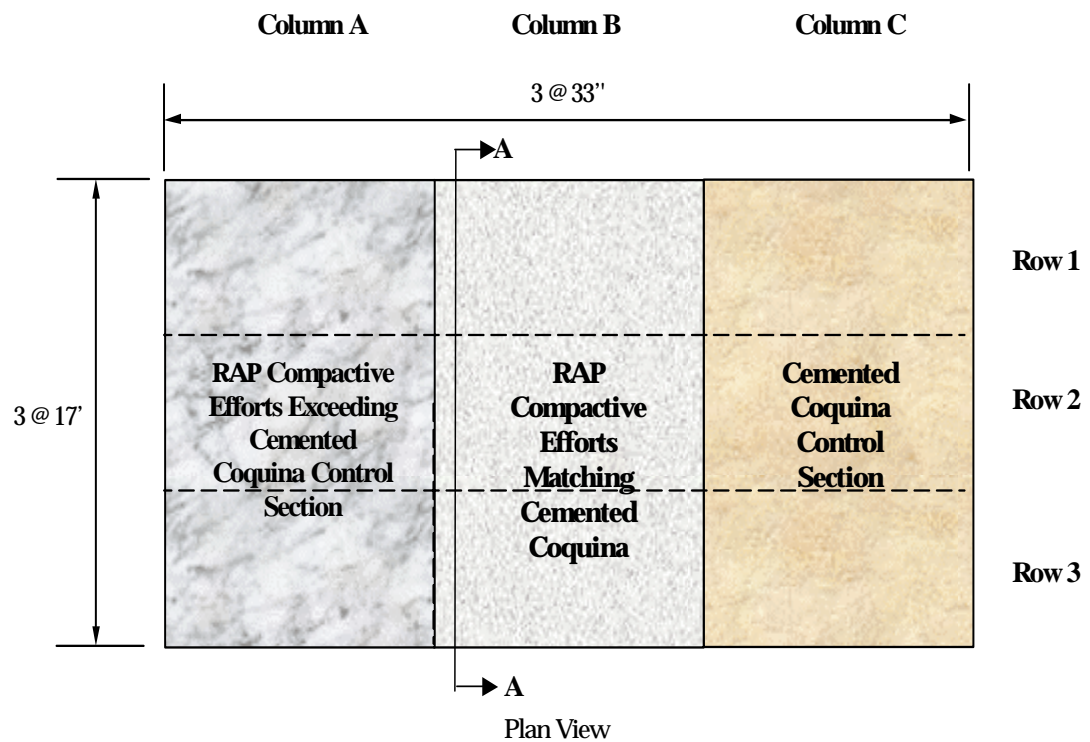 Column A
Column B
Column C
3 @ 33"
A
Row 1
RAP Compactive
Efforts Exceeding
Cemented
Coquina Control
Section
RAP
Compactive
Efforts
Matching
Cemented
Coquina
Cemented
Coquina
Control
Section
3 @ 17'
Row 2
Row 3
A
Plan View